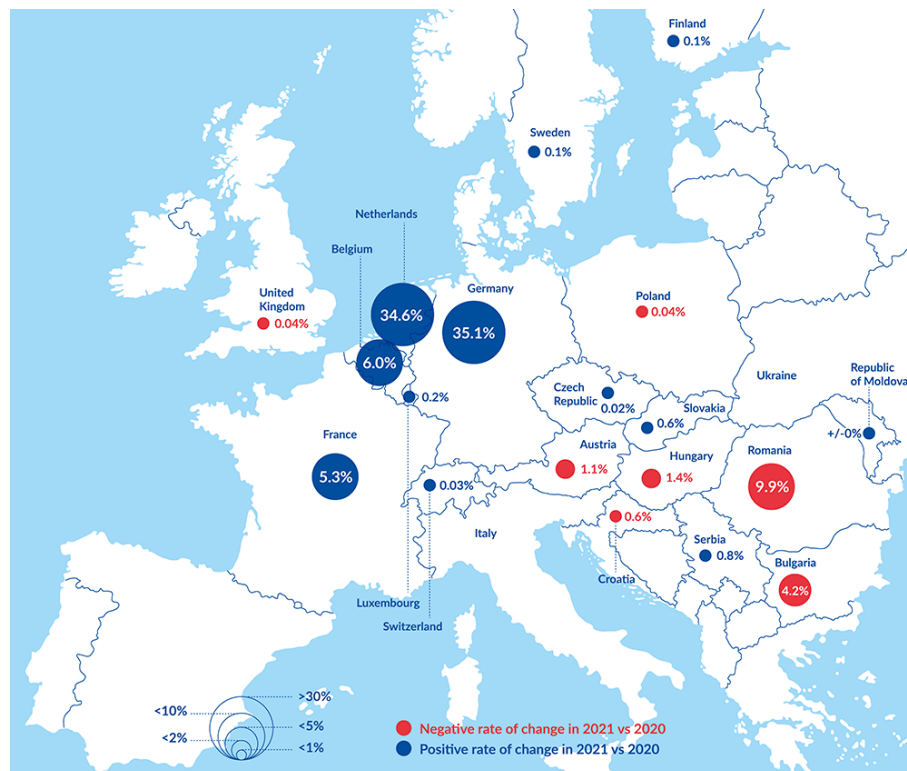 Finland
0.1%
Sweden
0.1%
Netherlands
Belgium
United
Kingdom
0.04%
34.6%
Germany
35.1%
6.0%
Poland
0.04%
0.2%
Czech
Republic
0.02%
Slovakia
0.6%
Ukraine
Republic
of Moldova
+/-0%
France
5.3%
Austria
1.1%
Hungary
1.4%
Romania
9.9%
0.03%
Italy
0.6%
Croatia
Serbia
0.8%
Bulgaria
4.2%
Luxembourg
Switzerland
>30%
<10%
<5%
<2%
<1%
Negative rate of change in 2021 vs 2020
Positive rate of change in 2021 vs 2020